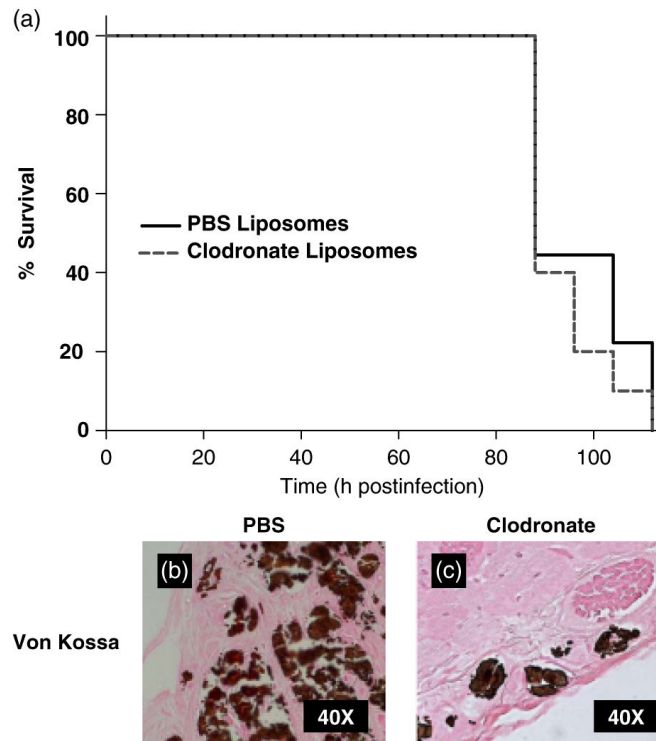 (a)
100
80
60
40
20
0
% Survival
PBS Liposomes
Clodronate Liposomes
0 20 40 60 80 100
Time (h postinfection)
PBS Clodronate
Von Kossa
(b) (c)
40X 40X